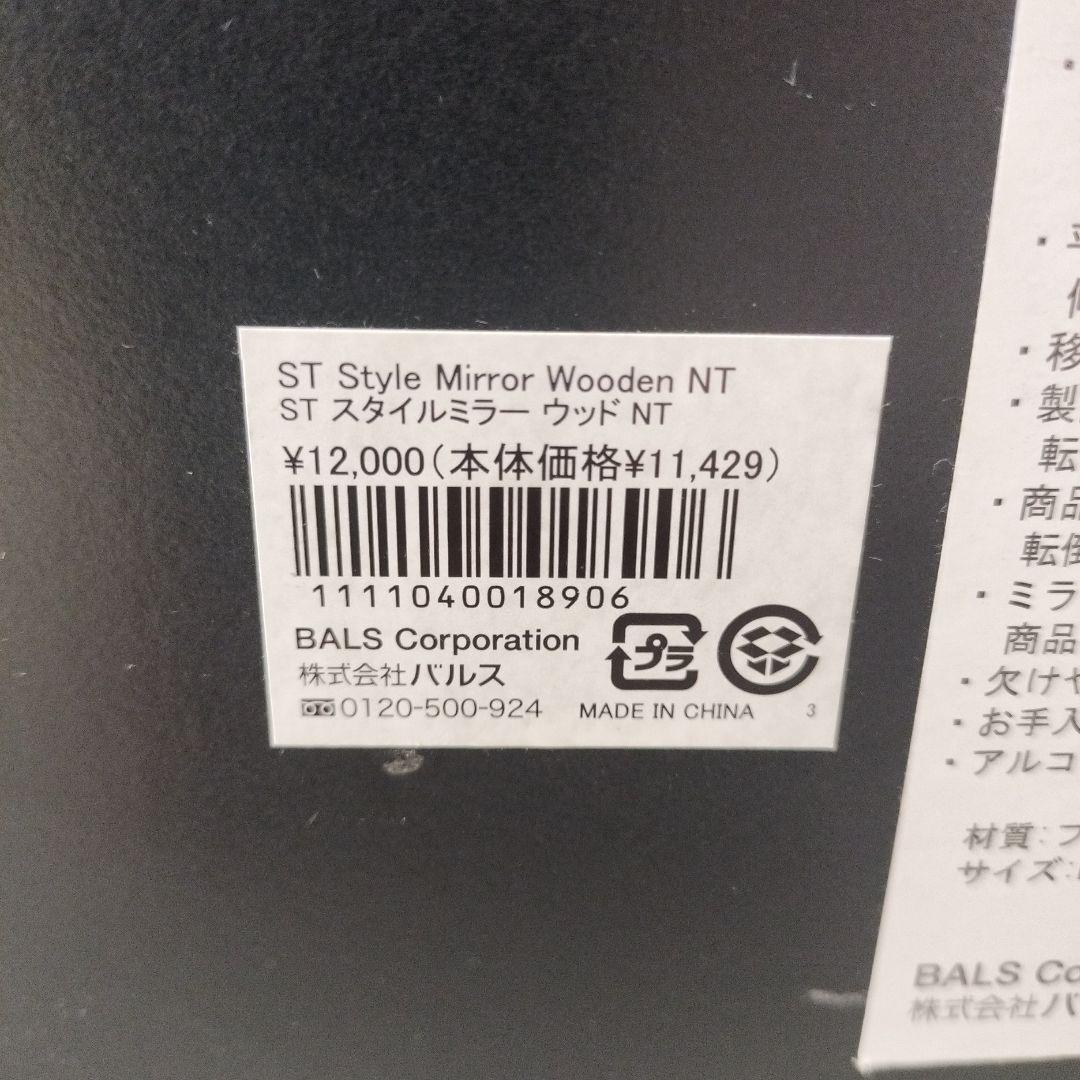 ST Style Mirror Wooden NT
ST スタイルミラー ウッド NT
¥12,000(本体価格¥11,429)
1111040018906
BALS Corporation
株式会社バルス
0120-500-924 MADE IN CHINA 3
プラ
・移
・製
転
・商品
転倒
・ミラ
商品
・欠けや
・お手入
・アルコ
材質:フ
サイズ:
BALS Co
株式会社バ